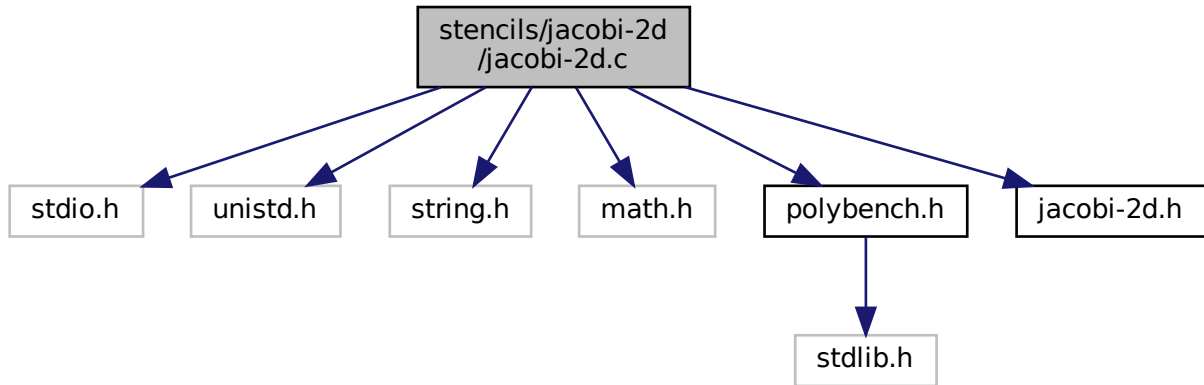 stencils/jacobi-2d
/jacobi-2d.c
stdio.h
unistd.h
string.h
math.h
polybench.h
jacobi-2d.h
stdlib.h